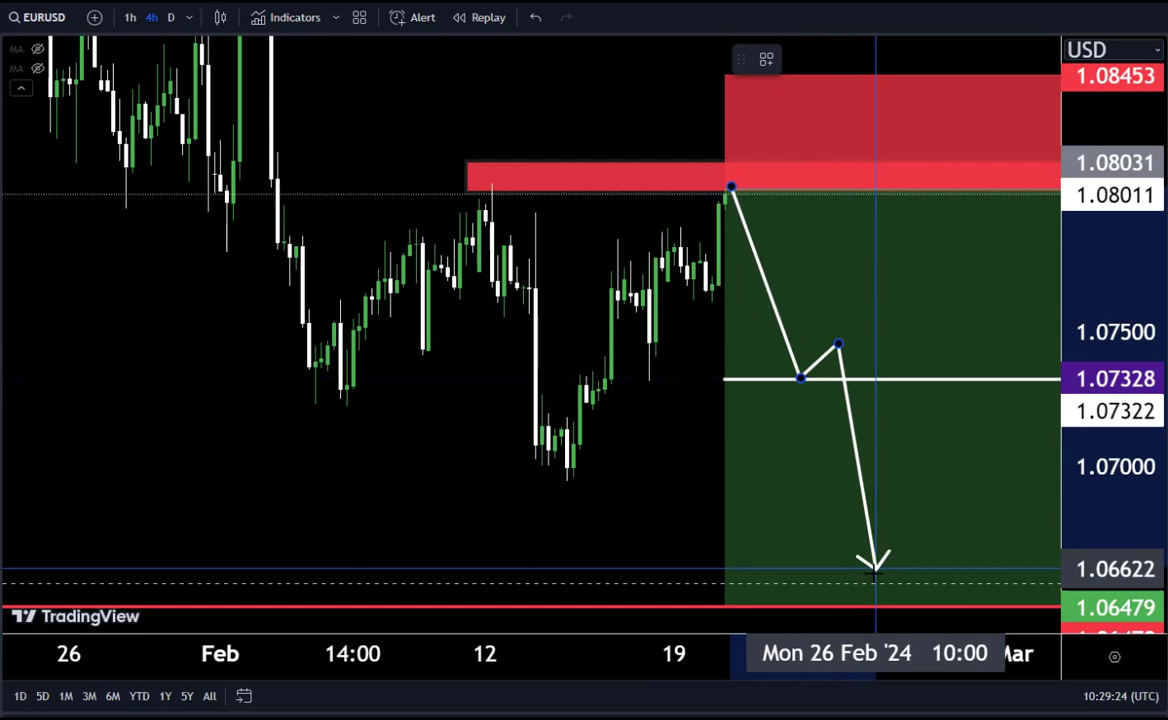 EURUSD 1h 4h D Indicators Alert Replay
MA
MA
USD
1.08453
1.08031
1.08011
1.07500
1.07328
1.07322
1.07000
1.06622
1.06479
TradingView
26 Feb 14:00 12 19 Mon 26 Feb '24 10:00 Mar
1D 5D 1M 3M 6M YTD 1Y 5Y All 10:29:24 (UTC)